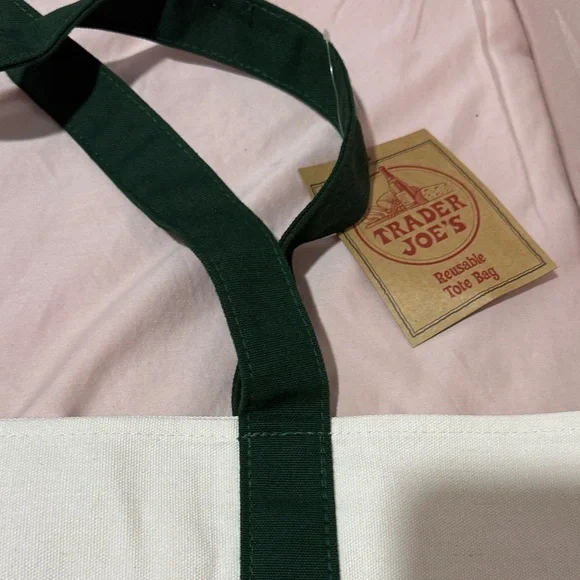 TRADER
JOE'S
Reusable
Tote Bag